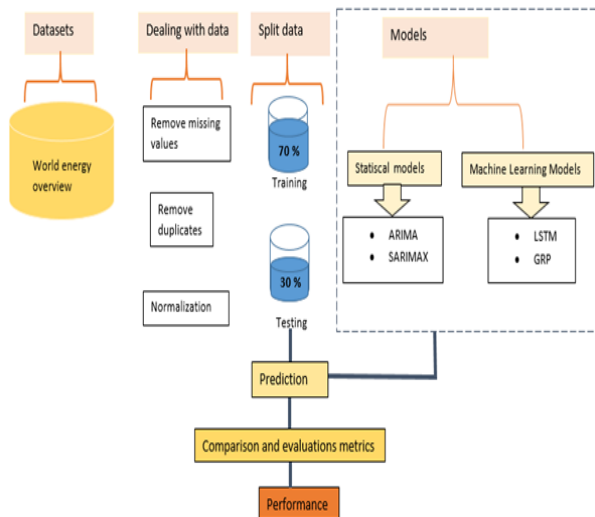 Datasets
Dealing with data
Split data
Models
World energy
overview
Remove missing
values
Remove
duplicates
Normalization
70 %
Training
30 %
Testing
Statiscal models
Machine Learning Models
• ARIMA
• SARIMAX
• LSTM
• GRP
Prediction
Comparison and evaluations metrics
Performance